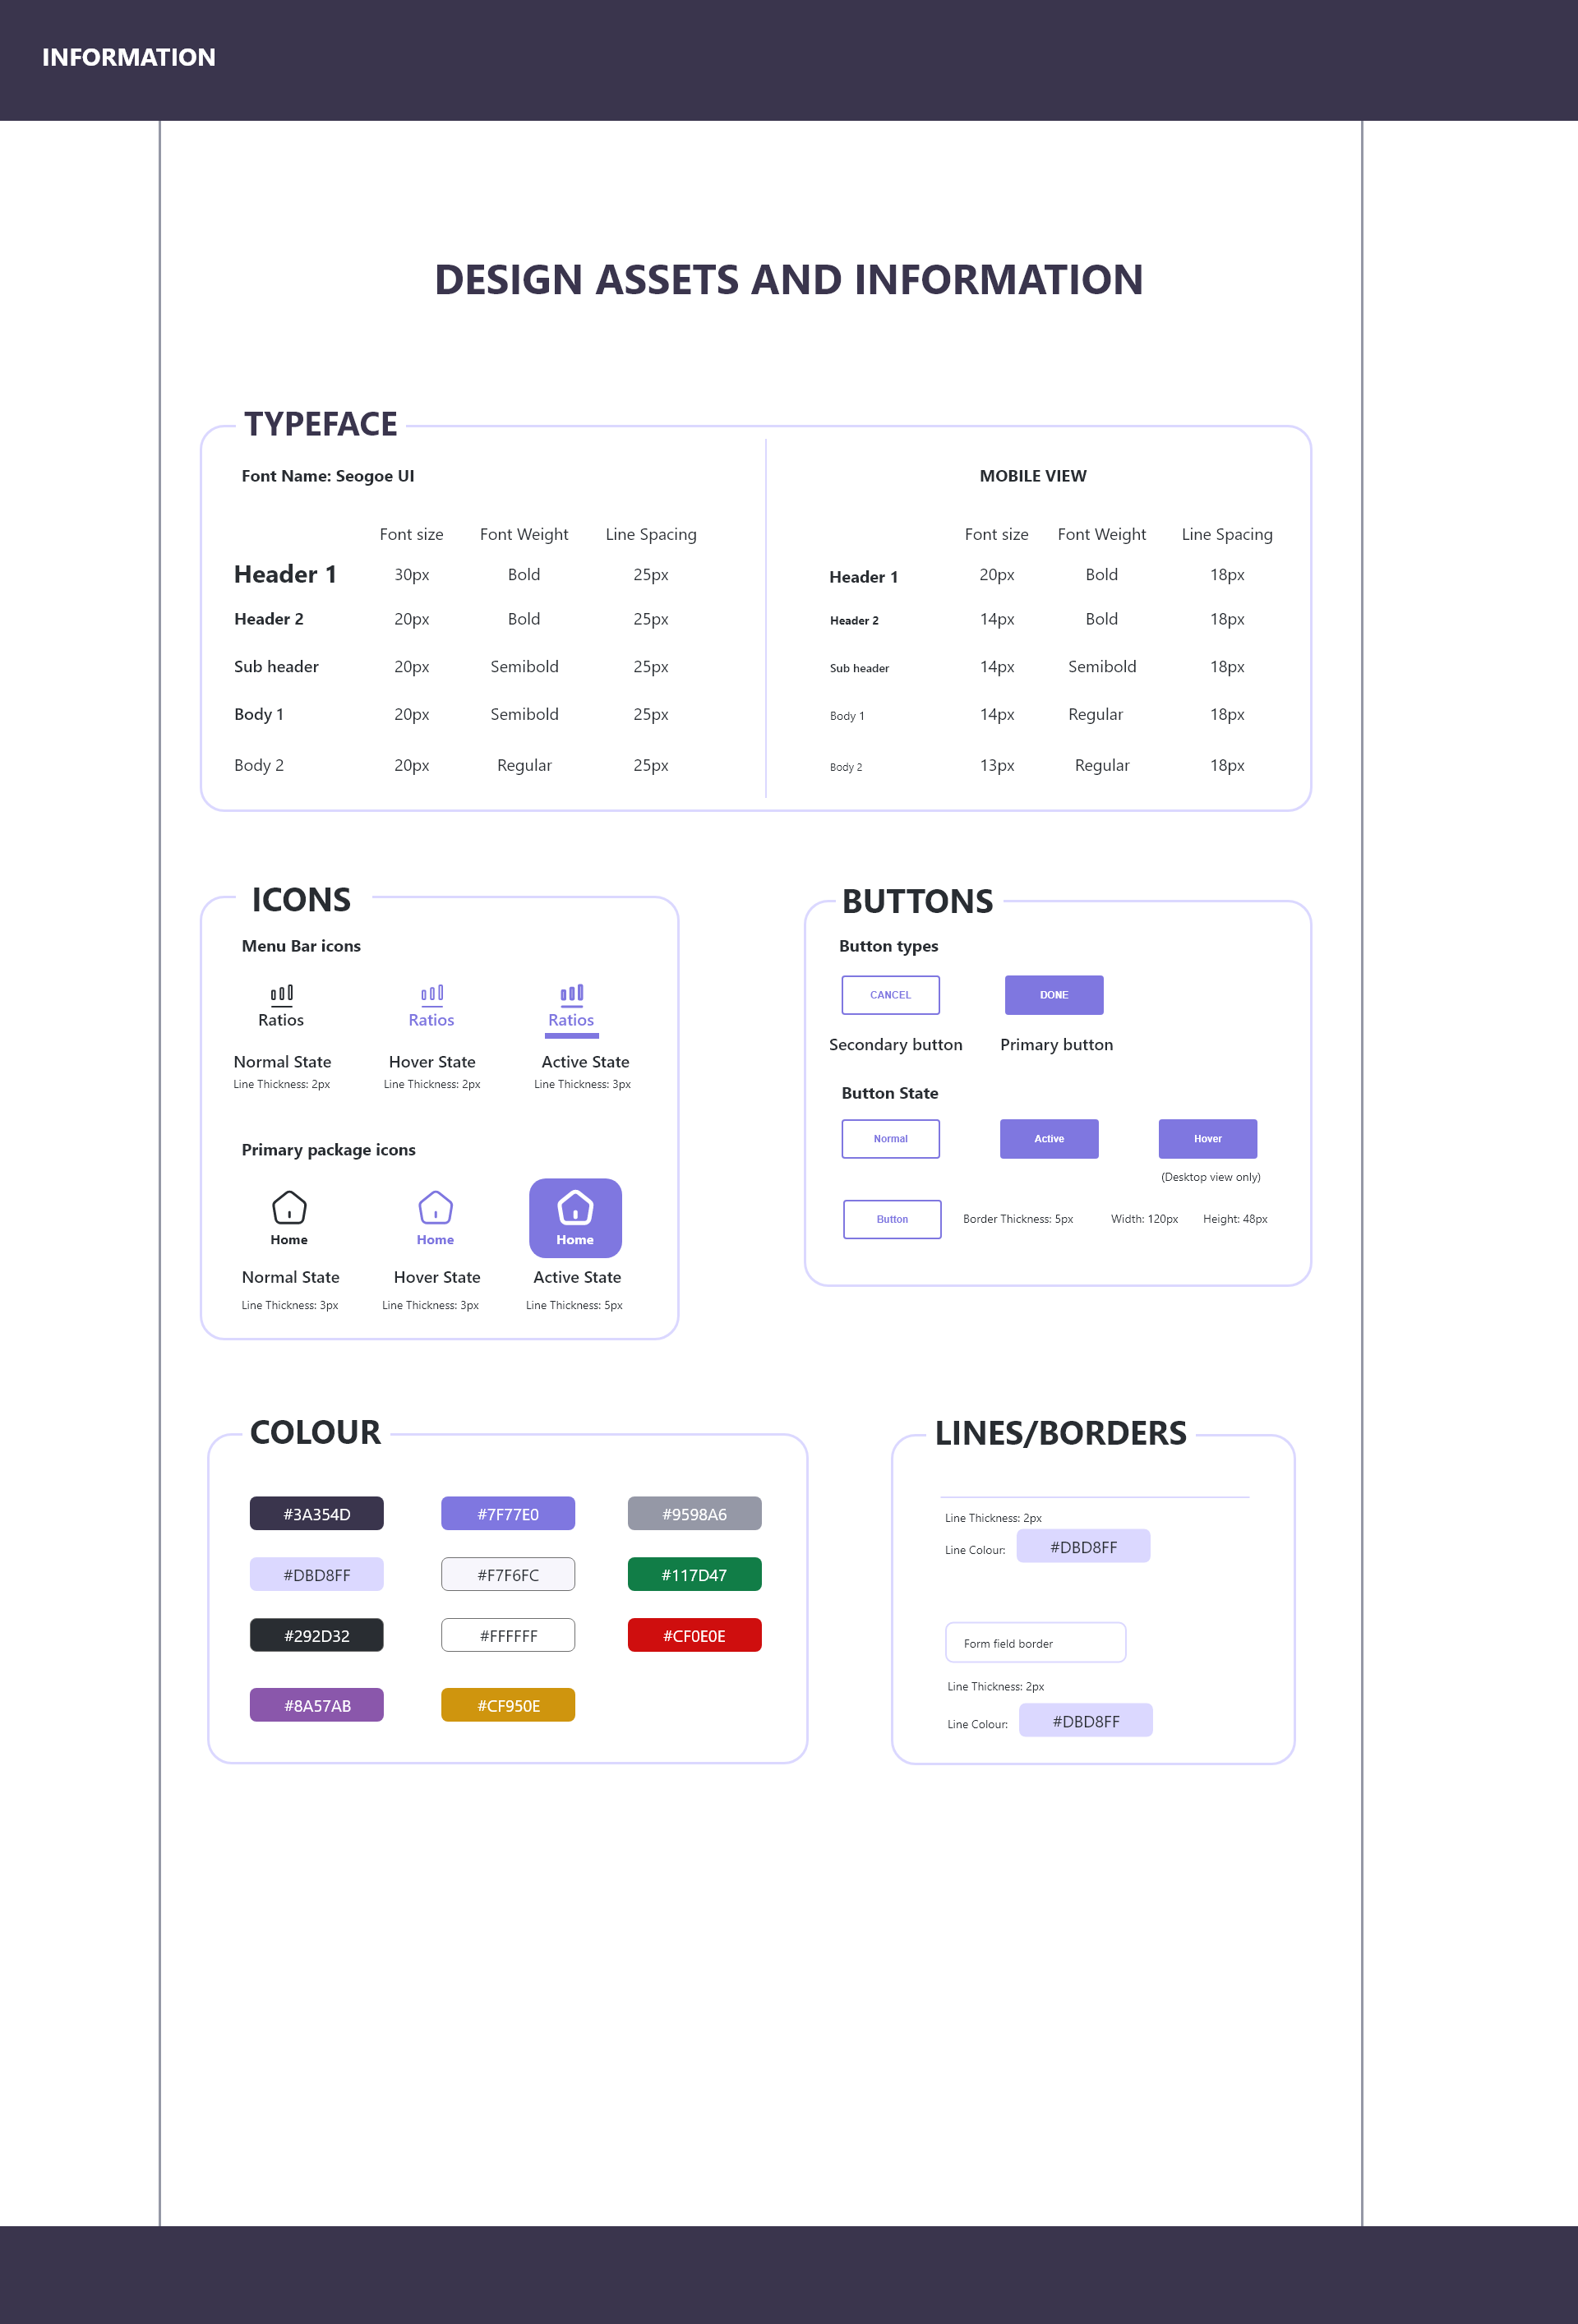 INFORMATION
DESIGN ASSETS AND INFORMATION
TYPEFACE
Font Name: Seogoe UI
Font size Font Weight Line Spacing
Header 1 30px Bold 25px
Header 2 20px Bold 25px
Sub header 20px Semibold 25px
Body 1 20px Semibold 25px
Body 2 20px Regular 25px
MOBILE VIEW
Font size Font Weight Line Spacing
Header 1 20px Bold 18px
Header 2 14px Bold 18px
Sub header 14px Semibold 18px
Body 1 14px Regular 18px
Body 2 13px Regular 18px
ICONS
Menu Bar icons
Ratios Ratios Ratios
Normal State Hover State Active State
Line Thickness: 2px Line Thickness: 2px Line Thickness: 3px
Primary package icons
Home Home Home
Normal State Hover State Active State
Line Thickness: 3px Line Thickness: 3px Line Thickness: 5px
BUTTONS
Button types
CANCEL DONE
Secondary button Primary button
Button State
Normal Active Hover
(Desktop view only)
Button Border Thickness: 5px Width: 120px Height: 48px
COLOUR
#3A354D #7F77E0 #9598A6
#DBD8FF #F7F6FC #117D47
#292D32 #FFFFFF #CF0E0E
#8A57AB #CF950E
LINES/BORDERS
Line Thickness: 2px
Line Colour: #DBD8FF
Form field border
Line Thickness: 2px
Line Colour: #DBD8FF